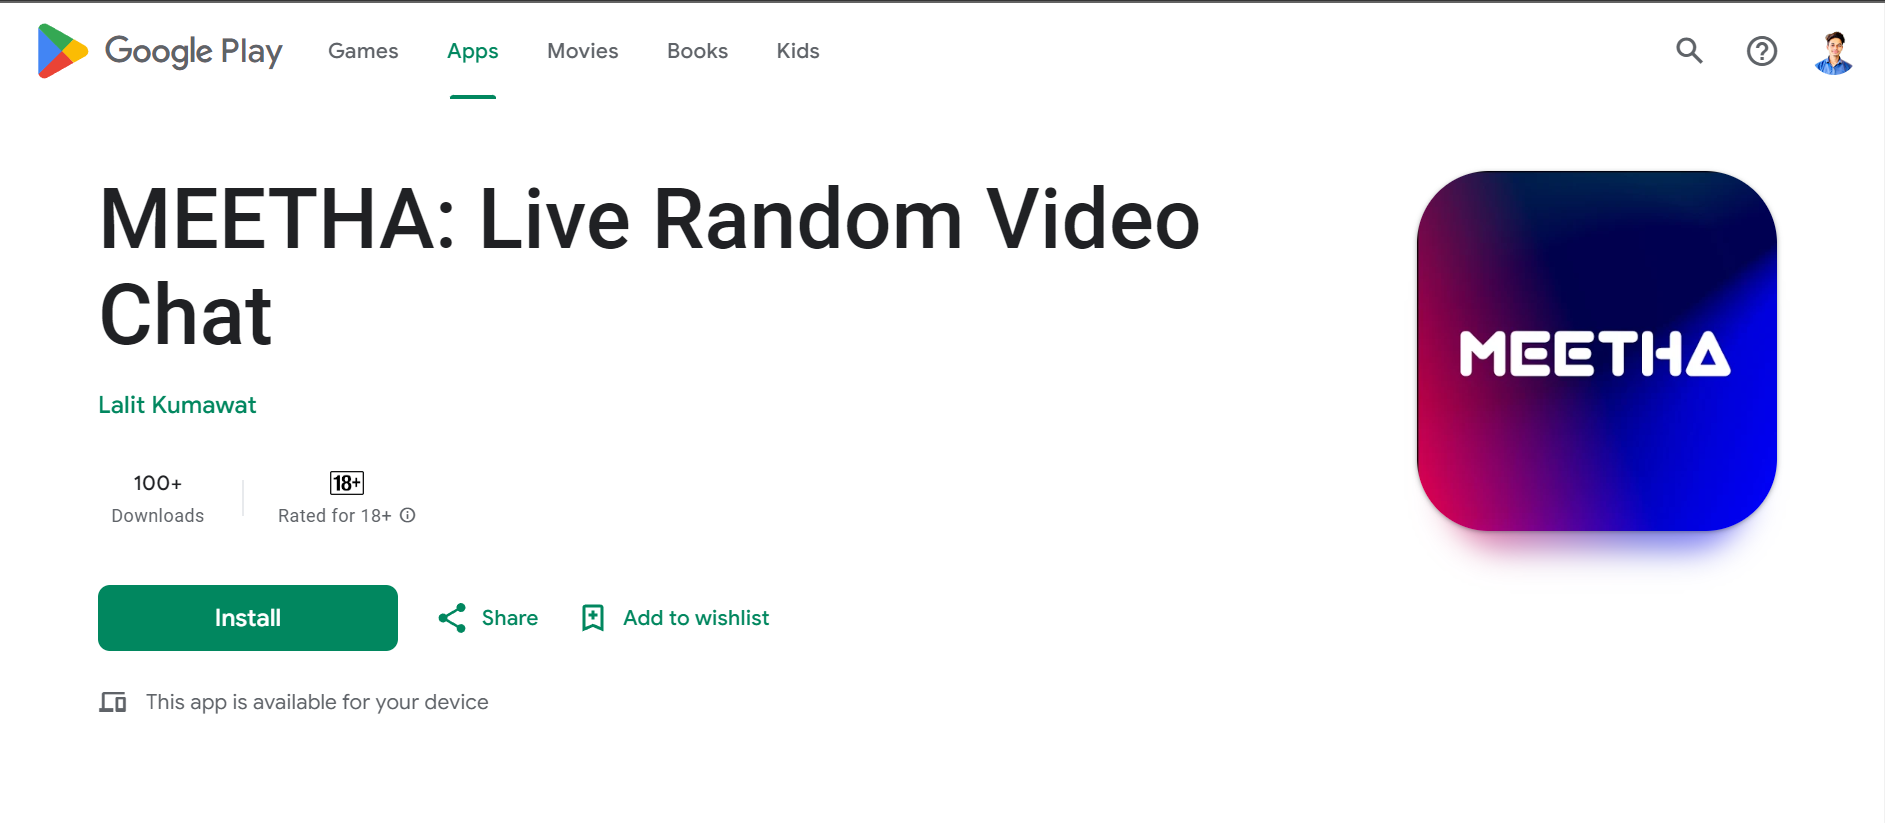 Google Play Games Apps Movies Books Kids
MEETHA: Live Random Video
Chat
MEETHA
Lalit Kumawat
100+ 18+
Downloads Rated for 18+
Install Share Add to wishlist
This app is available for your device